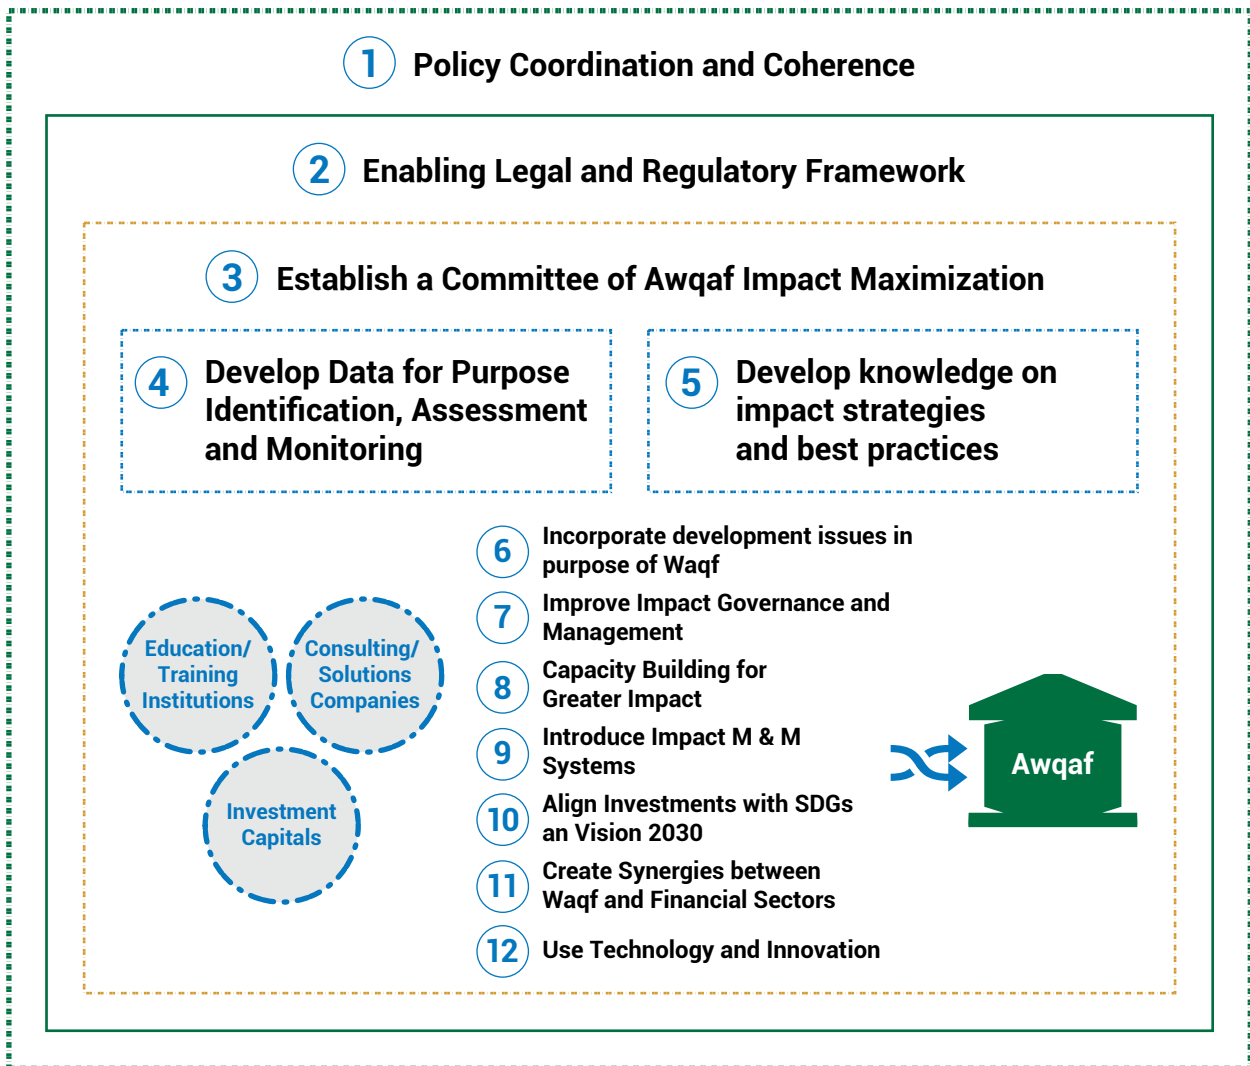 1 Policy Coordination and Coherence
2 Enabling Legal and Regulatory Framework
3 Establish a Committee of Awqaf Impact Maximization
4 Develop Data for Purpose
Identification, Assessment
and Monitoring
5 Develop knowledge on
impact strategies
and best practices
Education/
Training
Institutions
Consulting/
Solutions
Companies
Investment
Capitals
6 Incorporate development issues in
purpose of Waqf
7 Improve Impact Governance and
Management
8 Capacity Building for
Greater Impact
9 Introduce Impact M & M
Systems
10 Align Investments with SDGs
an Vision 2030
11 Create Synergies between
Waqf and Financial Sectors
12 Use Technology and Innovation
Awqaf